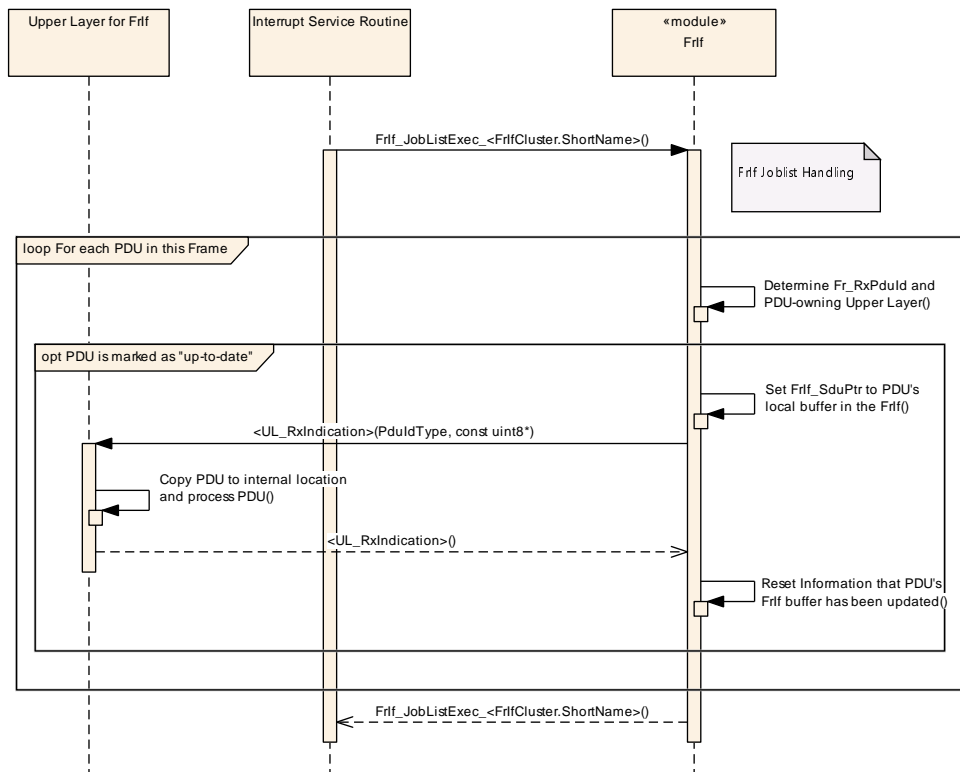 Upper Layer for FrIf
Interrupt Service Routine
«module»
FrIf
FrIf_JobListExec_<FrIfCluster.ShortName>()
FrIf Joblist Handling
loop For each PDU in this Frame
Determine Fr_RxPduId and
PDU-owning Upper Layer()
opt PDU is marked as "up-to-date"
Set FrIf_SduPtr to PDU's
local buffer in the FrIf()
<UL_RxIndication>(PduIdType, const uint8*)
Copy PDU to internal location
and process PDU()
<UL_RxIndication>()
Reset Information that PDU's
FrIf buffer has been updated()
FrIf_JobListExec_<FrIfCluster.ShortName>()